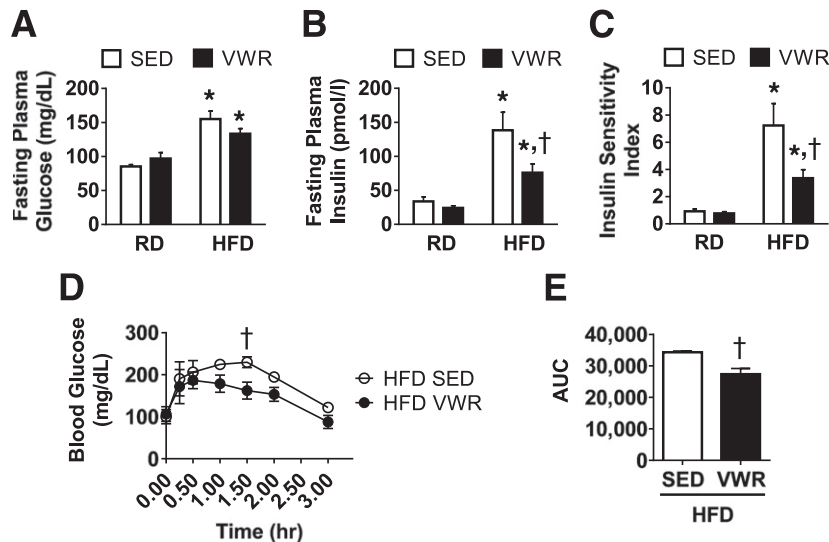 A
SED VWR
Fasting Plasma
Glucose (mg/dL)
200
150
100
50
0
* *
RD HFD
B
SED VWR
Fasting Plasma
Insulin (pmol/l)
200
150
100
50
0
*
*,†
RD HFD
C
SED VWR
Insulin Sensitivity
Index
10
8
6
4
2
0
*
*,†
RD HFD
D
Blood Glucose
(mg/dL)
300
200
100
0
†
HFD SED
HFD VWR
0.00 0.50 1.00 1.50 2.00 2.50 3.00
Time (hr)
E
AUC
40,000
30,000
20,000
10,000
0
†
SED VWR
HFD